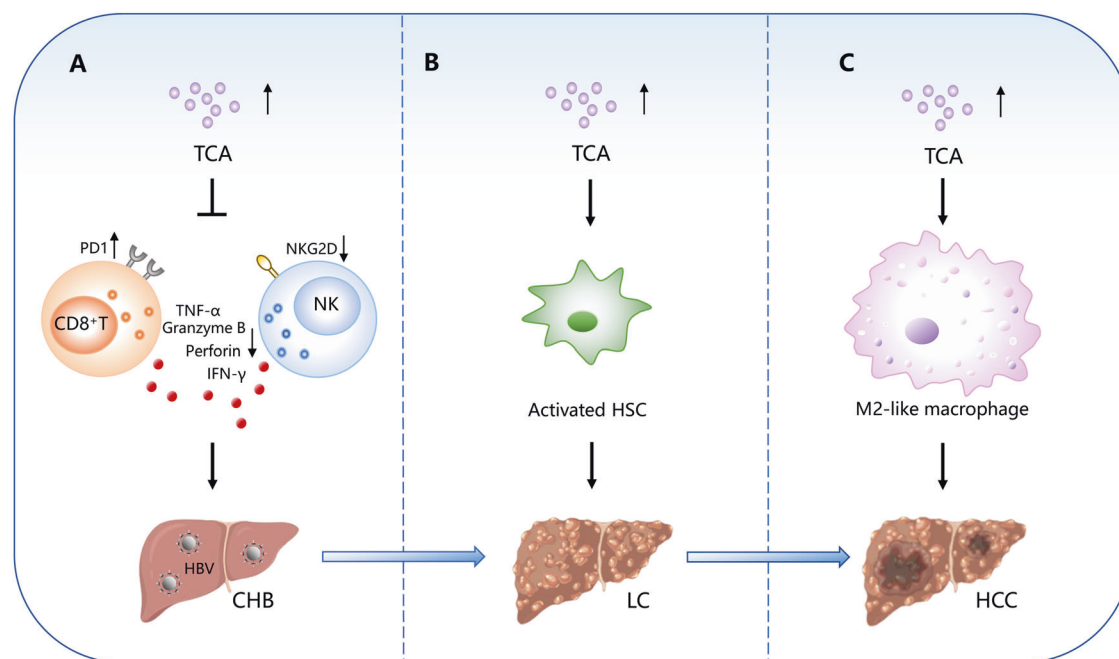 A
TCA
PD1
NKG2D
CD8⁺T
NK
TNF-α
Granzyme B
Perforin
IFN-γ
HBV
CHB
B
TCA
Activated HSC
LC
C
TCA
M2-like macrophage
HCC